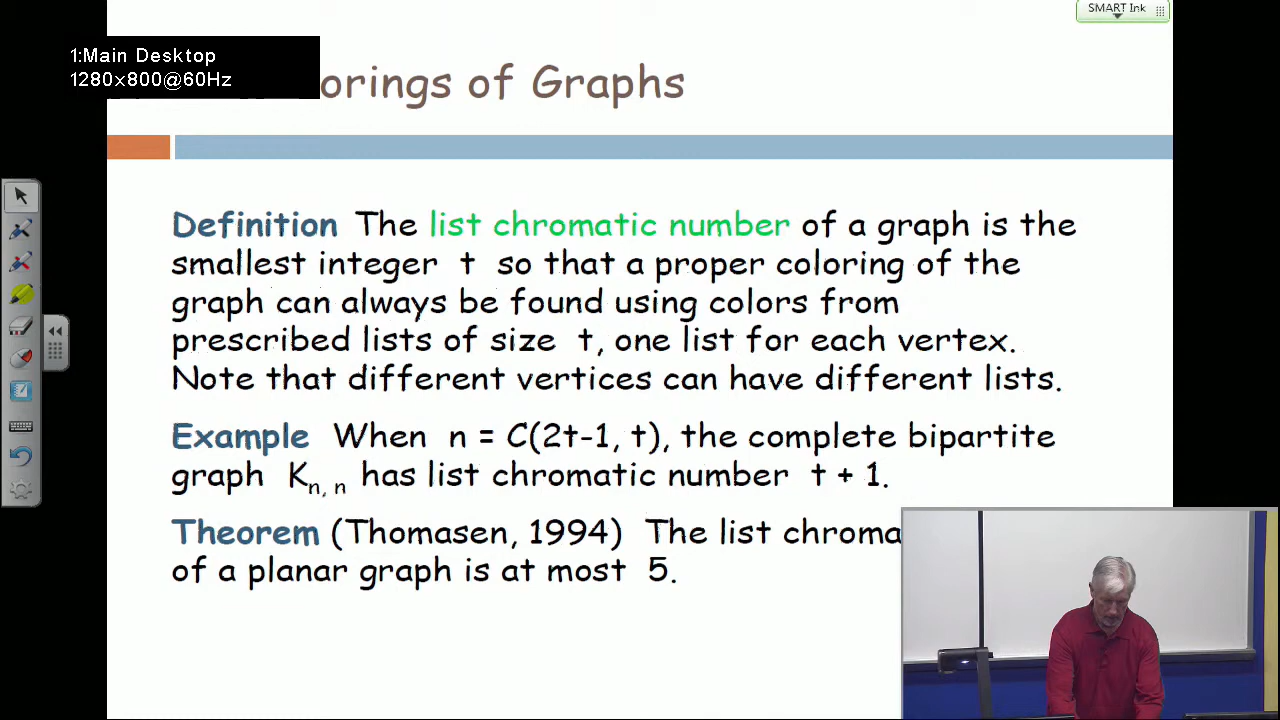 SMART Ink
1:Main Desktop
1280x800@60Hz
orings of Graphs
Definition The list chromatic number of a graph is the
smallest integer t so that a proper coloring of the
graph can always be found using colors from
prescribed lists of size t, one list for each vertex.
Note that different vertices can have different lists.
Example When n = C(2t-1, t), the complete bipartite
graph Kn, n has list chromatic number t + 1.
Theorem (Thomasen, 1994) The list chroma
of a planar graph is at most 5.